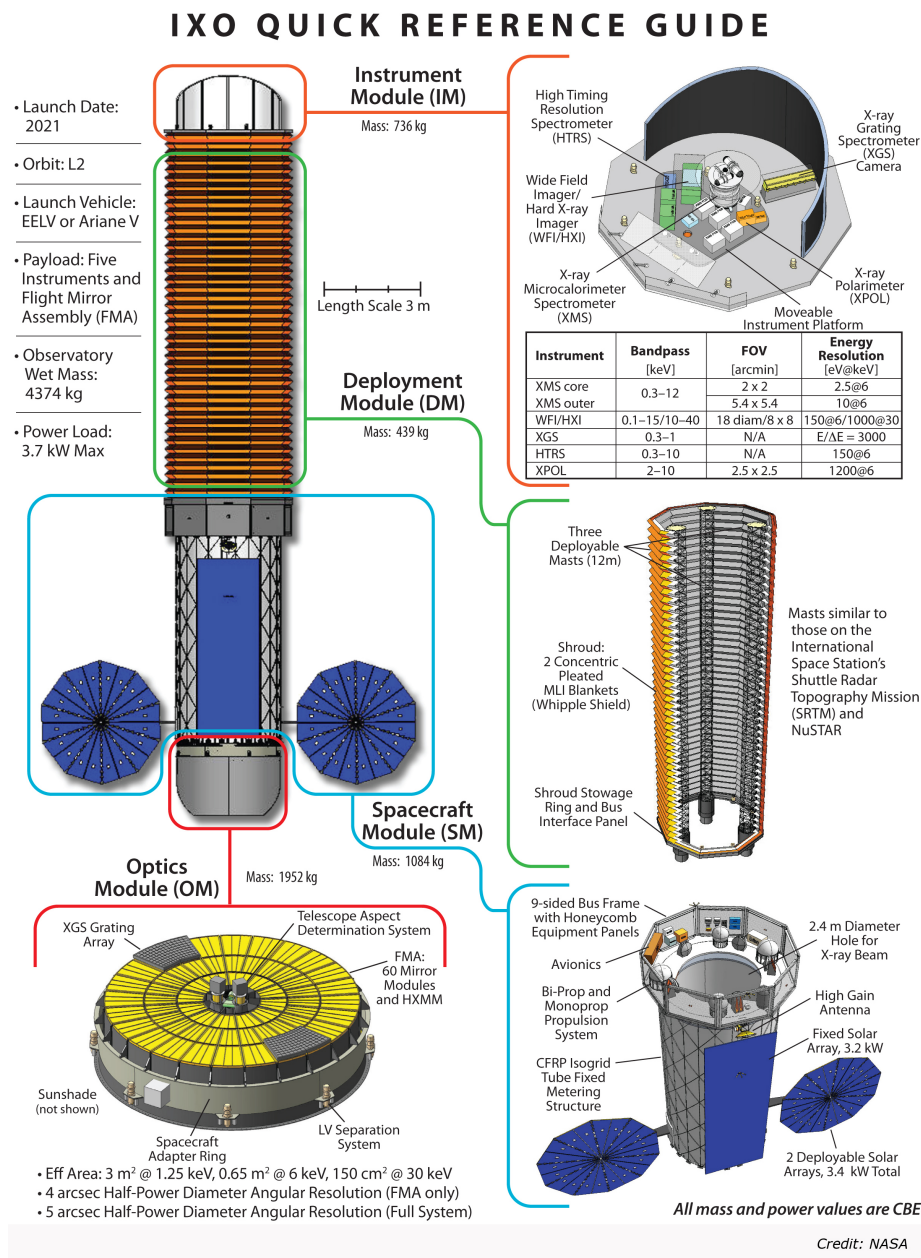 IXO QUICK REFERENCE GUIDE
• Launch Date:
2021
• Orbit: L2
• Launch Vehicle:
EELV or Ariane V
• Payload: Five
Instruments and
Flight Mirror
Assembly (FMA)
• Observatory
Wet Mass:
4374 kg
• Power Load:
3.7 kW Max
Instrument
Module (IM)
Mass: 736 kg
Length Scale 3 m
Deployment
Module (DM)
Mass: 439 kg
High Timing
Resolution
Spectrometer
(HTRS)
Wide Field
Imager/
Hard X-ray
Imager
(WFI/HXI)
X-ray
Microcalorimeter
Spectrometer
(XMS)
X-ray
Grating
Spectrometer
(XGS)
Camera
X-ray
Polarimeter
(XPOL)
Moveable
Instrument Platform
Instrument Bandpass [keV] FOV [arcmin] Energy Resolution [eV@keV]
XMS core 0.3–12 2 x 2 2.5@6
XMS outer 5.4 x 5.4 10@6
WFI/HXI 0.1–15/10–40 18 diam/8 x 8 150@6/1000@30
XGS 0.3–1 N/A E/ΔE = 3000
HTRS 0.3–10 N/A 150@6
XPOL 2–10 2.5 x 2.5 1200@6
Three
Deployable
Masts (12m)
Shroud:
2 Concentric
Pleated
MLI Blankets
(Whipple Shield)
Shroud Stowage
Ring and Bus
Interface Panel
Masts similar to
those on the
International
Space Station's
Shuttle Radar
Topography Mission
(SRTM) and
NuSTAR
Spacecraft
Module (SM)
Mass: 1084 kg
Optics
Module (OM)
Mass: 1952 kg
XGS Grating
Array
Telescope Aspect
Determination System
FMA:
60 Mirror
Modules
and HXMM
Sunshade
(not shown)
Spacecraft
Adapter Ring
LV Separation
System
• Eff Area: 3 m² @ 1.25 keV, 0.65 m² @ 6 keV, 150 cm² @ 30 keV
• 4 arcsec Half-Power Diameter Angular Resolution (FMA only)
• 5 arcsec Half-Power Diameter Angular Resolution (Full System)
9-sided Bus Frame
with Honeycomb
Equipment Panels
Avionics
Bi-Prop and
Monoprop
Propulsion
System
CFRP Isogrid
Tube Fixed
Metering
Structure
2.4 m Diameter
Hole for
X-ray Beam
High Gain
Antenna
Fixed Solar
Array, 3.2 kW
2 Deployable Solar
Arrays, 3.4 kW Total
All mass and power values are CBE
Credit: NASA